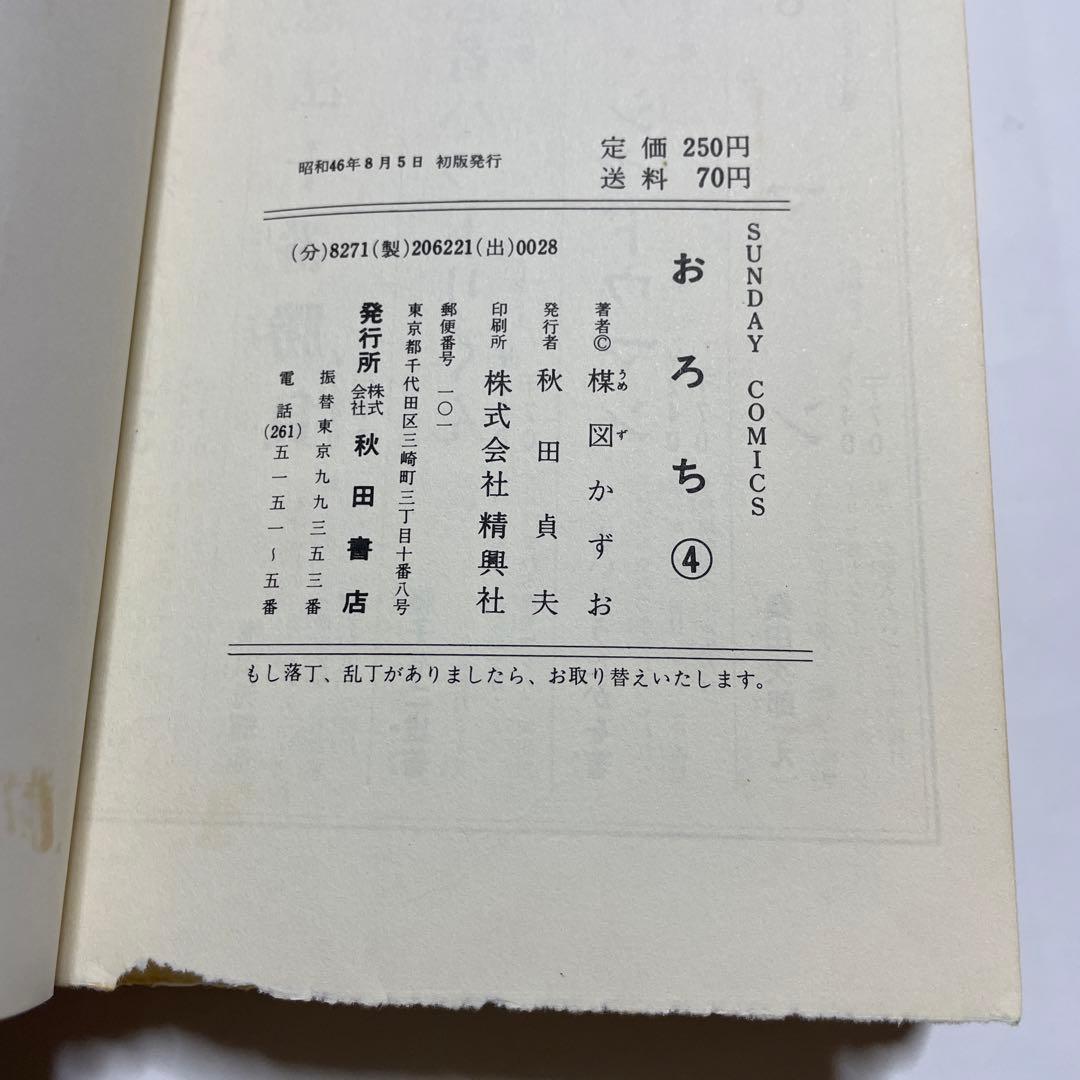 定価 250円
送料 70円
昭和46年8月5日 初版発行
(分)8271(製)206221(出)0028
SUNDAY COMICS
おろち④
著者©楳図かずお
うめず
発行者 秋田貞夫
印刷所 株式会社 精興社
郵便番号 一〇一
東京都千代田区三崎町三丁目十番八号
発行所 株式会社 秋田書店
振替東京九九三五三番
電話(261)五一五一~五番
もし落丁、乱丁がありましたら、お取り替えいたします。